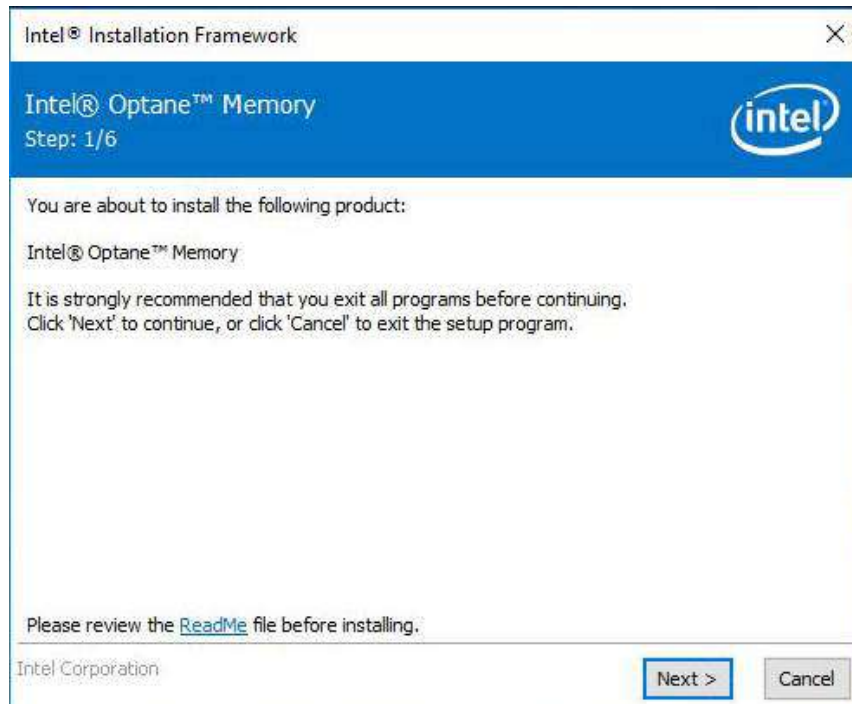 Intel® Installation Framework
Intel® Optane™ Memory
Step: 1/6
intel
You are about to install the following product:
Intel® Optane™ Memory
It is strongly recommended that you exit all programs before continuing.
Click 'Next' to continue, or click 'Cancel' to exit the setup program.
Please review the ReadMe file before installing.
Intel Corporation
Next >
Cancel